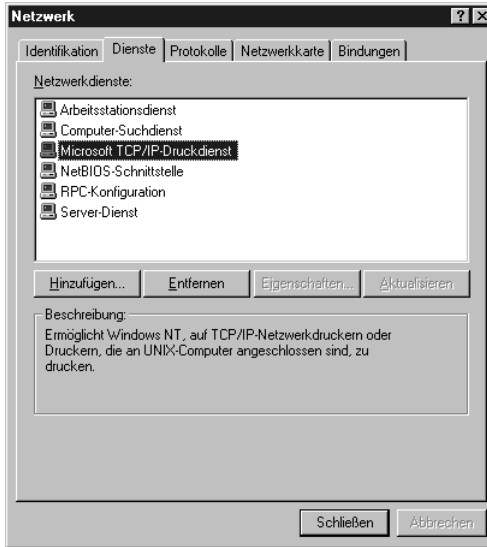 Netzwerk
Identifikation Dienste Protokolle Netzwerkkarte Bindungen
Netzwerkdienste:
Arbeitsstationsdienst
Computer-Suchdienst
Microsoft TCP/IP-Druckdienst
NetBIOS-Schnittstelle
RPC-Konfiguration
Server-Dienst
Hinzufügen... Entfernen Eigenschaften... Aktualisieren
Beschreibung:
Ermöglicht Windows NT, auf TCP/IP-Netzwerkdruckern oder
Druckern, die an UNIX-Computer angeschlossen sind, zu
drucken.
Schließen Abbrechen